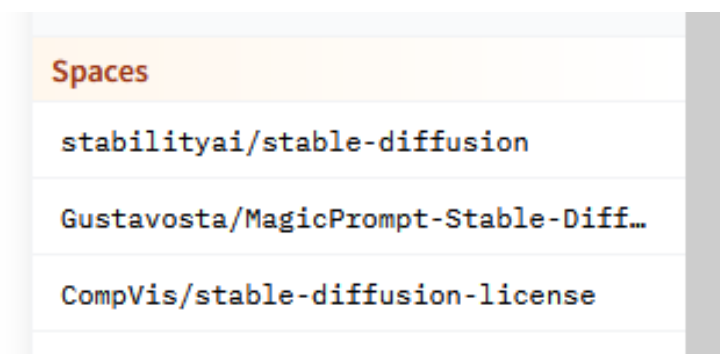 Spaces
stabilityai/stable-diffusion
Gustavosta/MagicPrompt-Stable-Diff…
CompVis/stable-diffusion-license